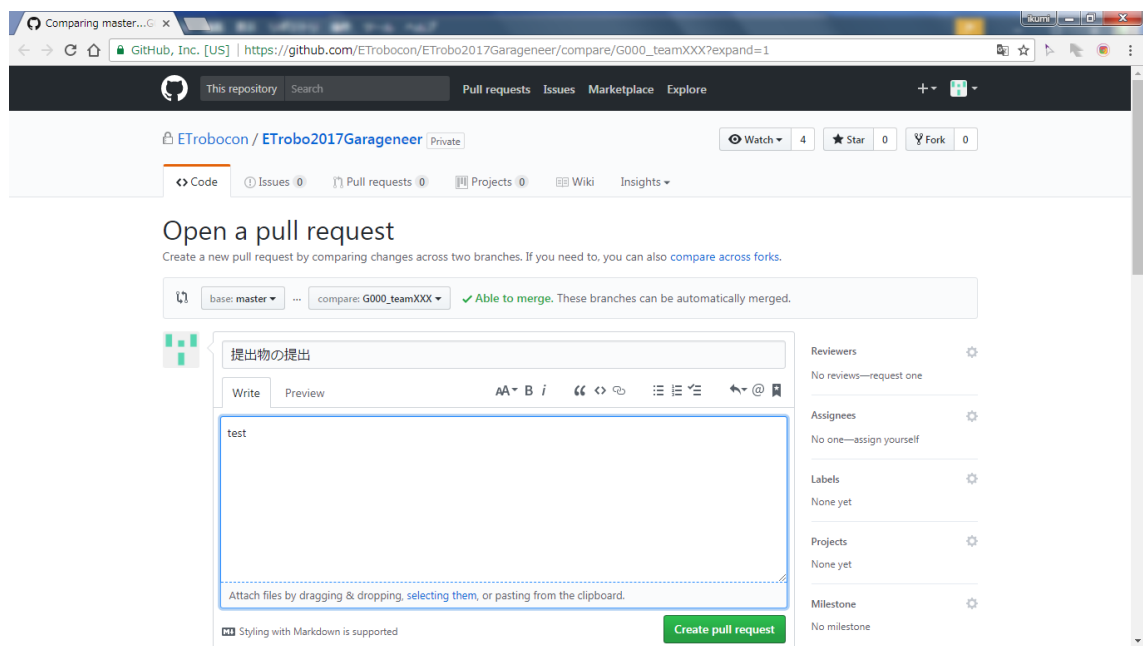 Comparing master...G
ikumi
GitHub, Inc. [US] | https://github.com/ETrobocon/ETrobo2017Garageneer/compare/G000_teamXXX?expand=1
This repository Search Pull requests Issues Marketplace Explore
ETrobocon / ETrobo2017Garageneer Private Watch 4 Star 0 Fork 0
Code Issues 0 Pull requests 0 Projects 0 Wiki Insights
Open a pull request
Create a new pull request by comparing changes across two branches. If you need to, you can also compare across forks.
base: master ... compare: G000_teamXXX ✓ Able to merge. These branches can be automatically merged.
提出物の提出
Write Preview AA B i
test
Attach files by dragging & dropping, selecting them, or pasting from the clipboard.
Styling with Markdown is supported
Create pull request
Reviewers
No reviews—request one
Assignees
No one—assign yourself
Labels
None yet
Projects
None yet
Milestone
No milestone